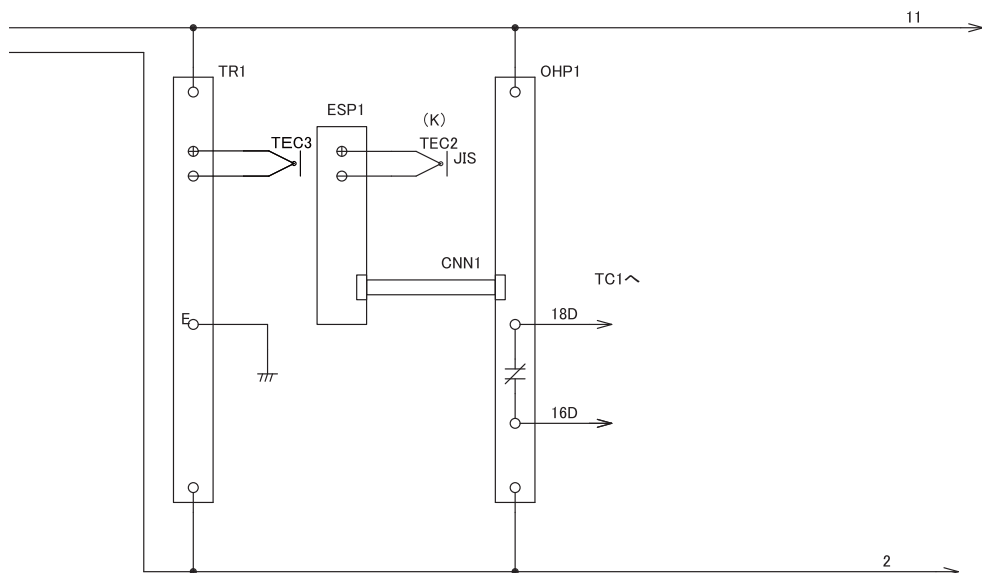 11
TR1
OHP1
ESP1
(K)
TEC3
TEC2
JIS
CNN1
TC1へ
E
18D
16D
2